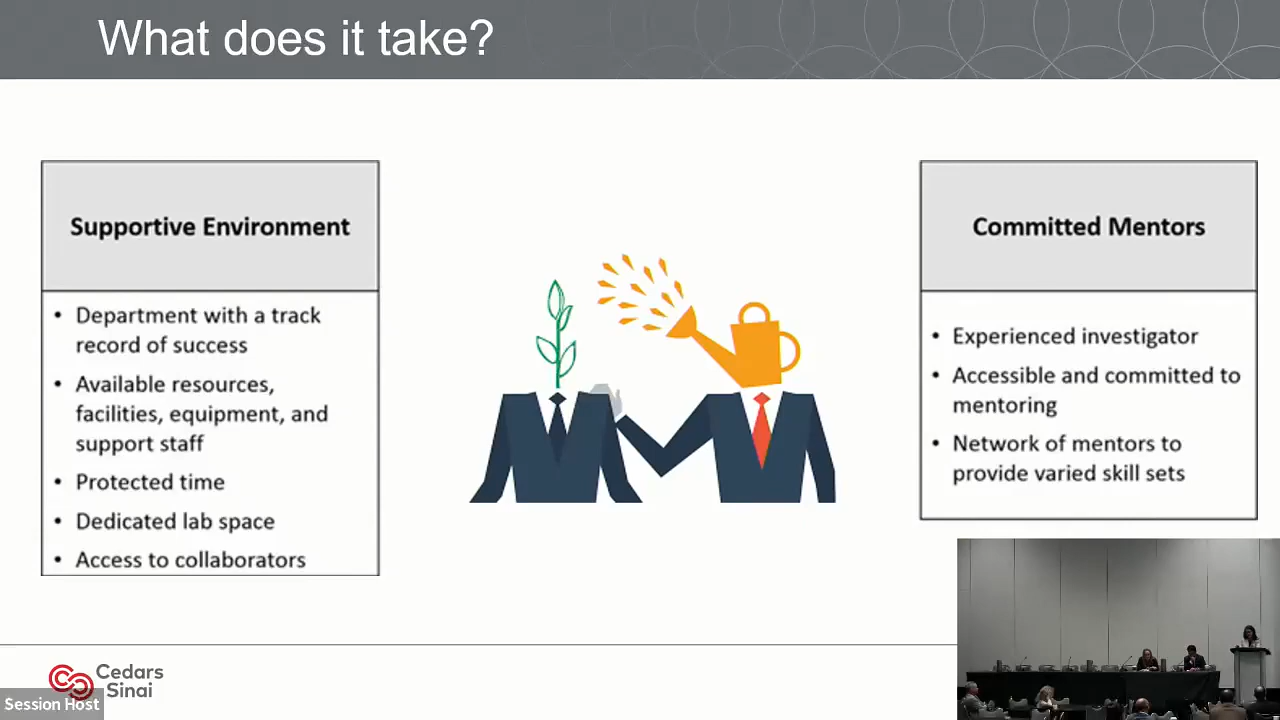 What does it take?
Supportive Environment
• Department with a track
record of success
• Available resources,
facilities, equipment, and
support staff
• Protected time
• Dedicated lab space
• Access to collaborators
Committed Mentors
• Experienced investigator
• Accessible and committed to
mentoring
• Network of mentors to
provide varied skill sets
Cedars
Sinai
Session Host